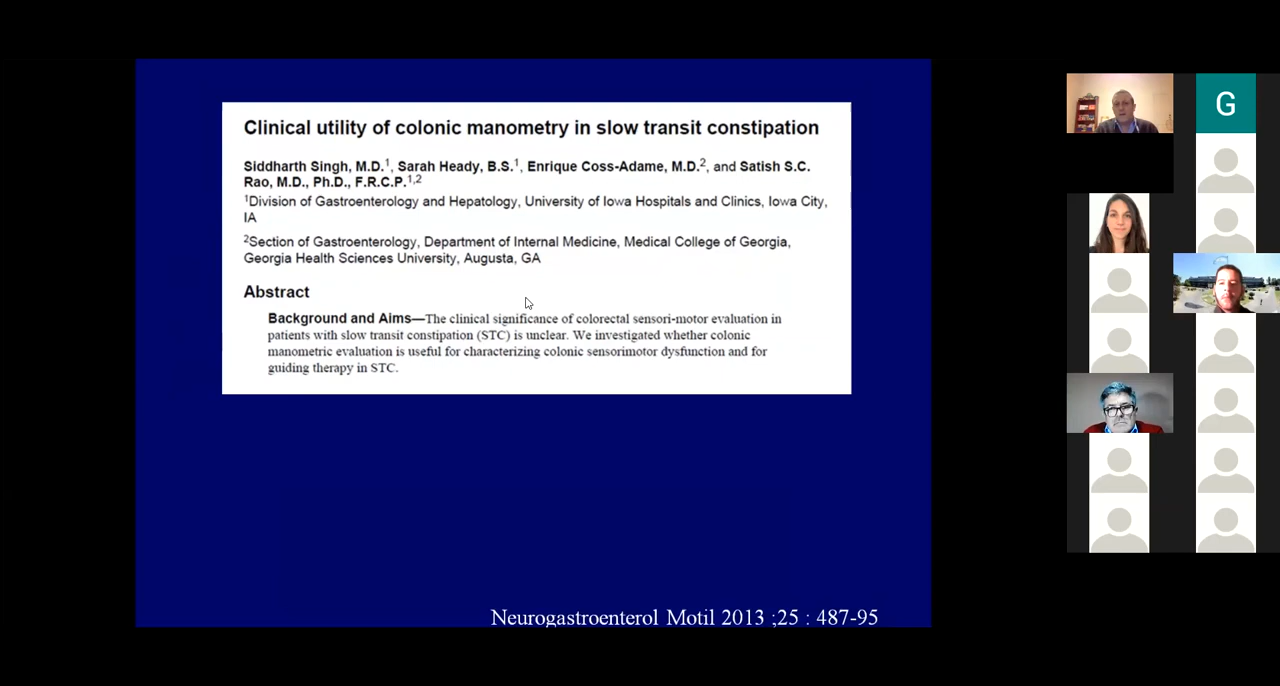 Clinical utility of colonic manometry in slow transit constipation
Siddharth Singh, M.D.1, Sarah Heady, B.S.1, Enrique Coss-Adame, M.D.2, and Satish S.C.
Rao, M.D., Ph.D., F.R.C.P.1,2
1Division of Gastroenterology and Hepatology, University of Iowa Hospitals and Clinics, Iowa City,
IA
2Section of Gastroenterology, Department of Internal Medicine, Medical College of Georgia,
Georgia Health Sciences University, Augusta, GA
Abstract
Background and Aims—The clinical significance of colorectal sensori-motor evaluation in
patients with slow transit constipation (STC) is unclear. We investigated whether colonic
manometric evaluation is useful for characterizing colonic sensorimotor dysfunction and for
guiding therapy in STC.
Neurogastroenterol Motil 2013 ;25 : 487-95
G